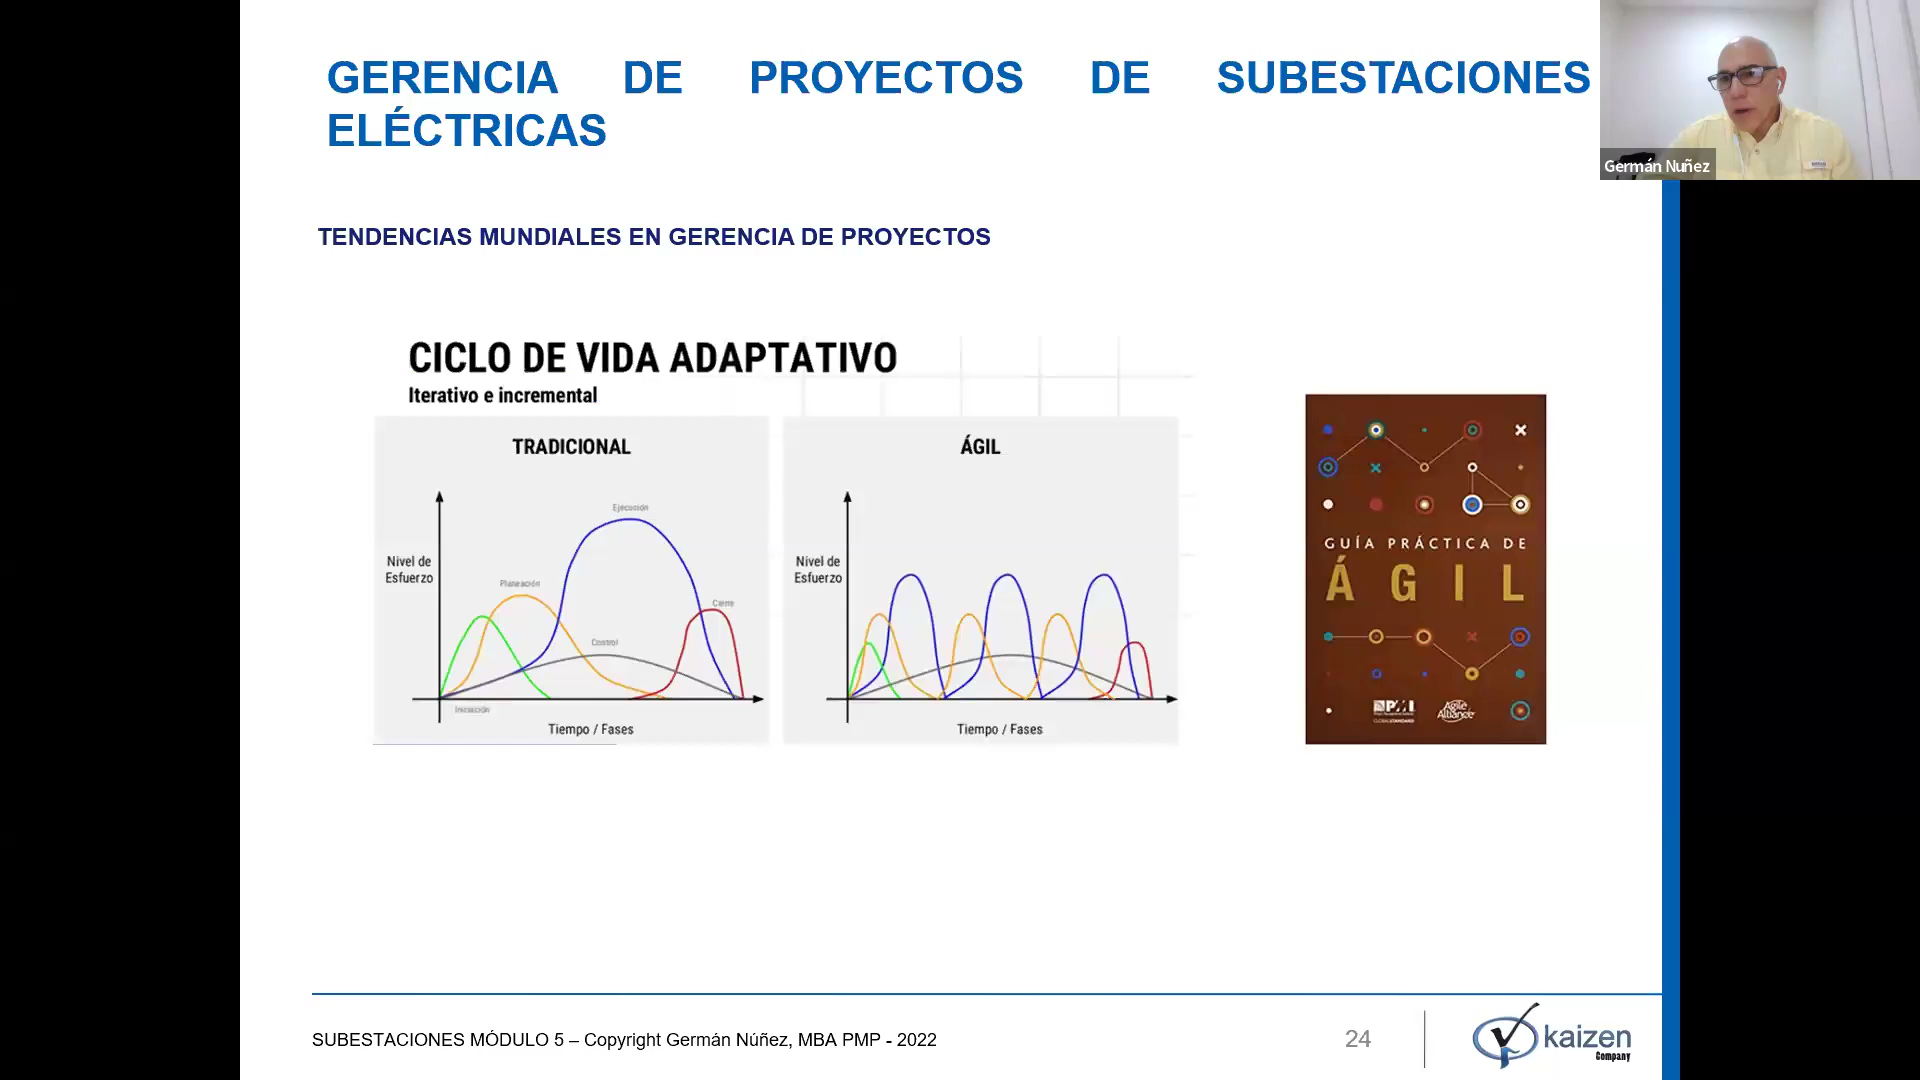 GERENCIA DE PROYECTOS DE SUBESTACIONES
ELÉCTRICAS
Germán Nuñez
TENDENCIAS MUNDIALES EN GERENCIA DE PROYECTOS
CICLO DE VIDA ADAPTATIVO
Iterativo e incremental
TRADICIONAL
Nivel de
Esfuerzo
Ejecución
Planeación
Cierre
Control
Iniciación
Tiempo / Fases
ÁGIL
Nivel de
Esfuerzo
Tiempo / Fases
GUÍA PRÁCTICA DE
ÁGIL
PMI
Agile
Alliance
SUBESTACIONES MÓDULO 5 – Copyright Germán Núñez, MBA PMP - 2022
24
kaizen
Company